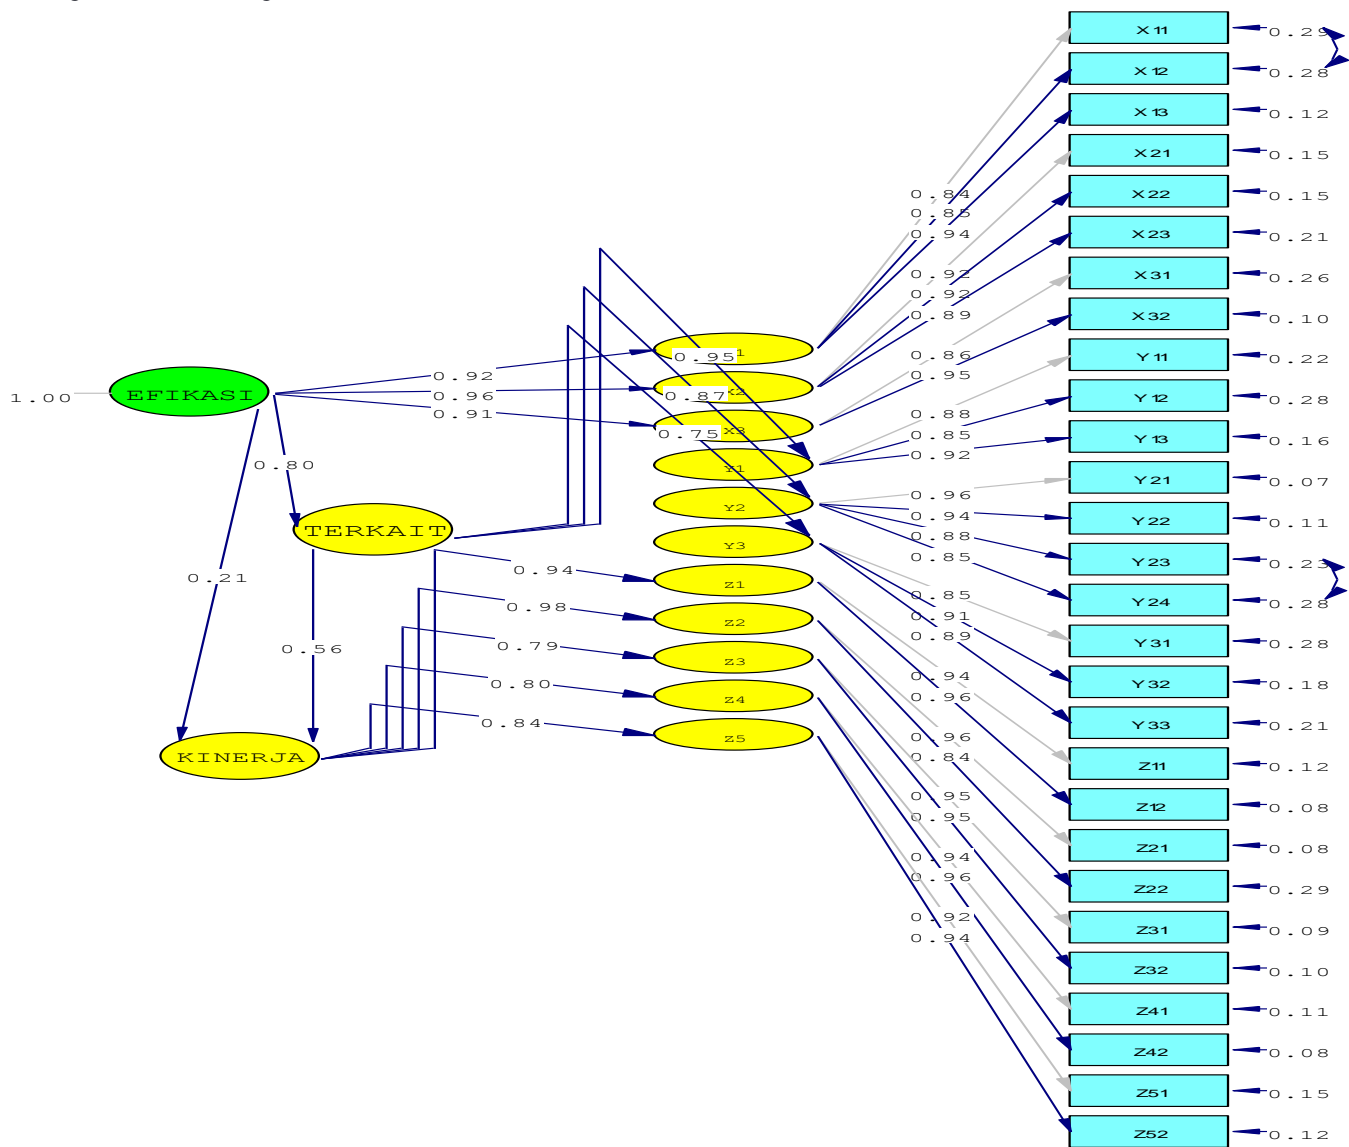 X11 0.29
X12 0.28
X13 0.12
X21 0.15
0.84 X22 0.15
0.85
0.94 X23 0.21
0.92 X31 0.26
0.92
0.89 X32 0.10
0.95 0.86 Y11 0.22
0.92 0.95
EFIKASI 0.96 0.87 Y12 0.28
1.00
0.91 X3 0.88
0.75 0.85 Y13 0.16
0.80 Y1 0.92
Y21 0.07
0.96
Y2 0.94 Y22 0.11
TERKAIT 0.88
Y3 0.85 Y23 0.23
0.21 0.94 Z1
0.98 Z2 0.85 Y24 0.28
0.91
0.56 0.79 Z3 0.89 Y31 0.28
0.80 Z4 0.94 Y32 0.18
0.84 Z5 0.96 Y33 0.21
KINERJA 0.96
0.84 Z11 0.12
0.95 Z12 0.08
0.95
Z21 0.08
0.94
0.96 Z22 0.29
0.92 Z31 0.09
0.94
Z32 0.10
Z41 0.11
Z42 0.08
Z51 0.15
Z52 0.12